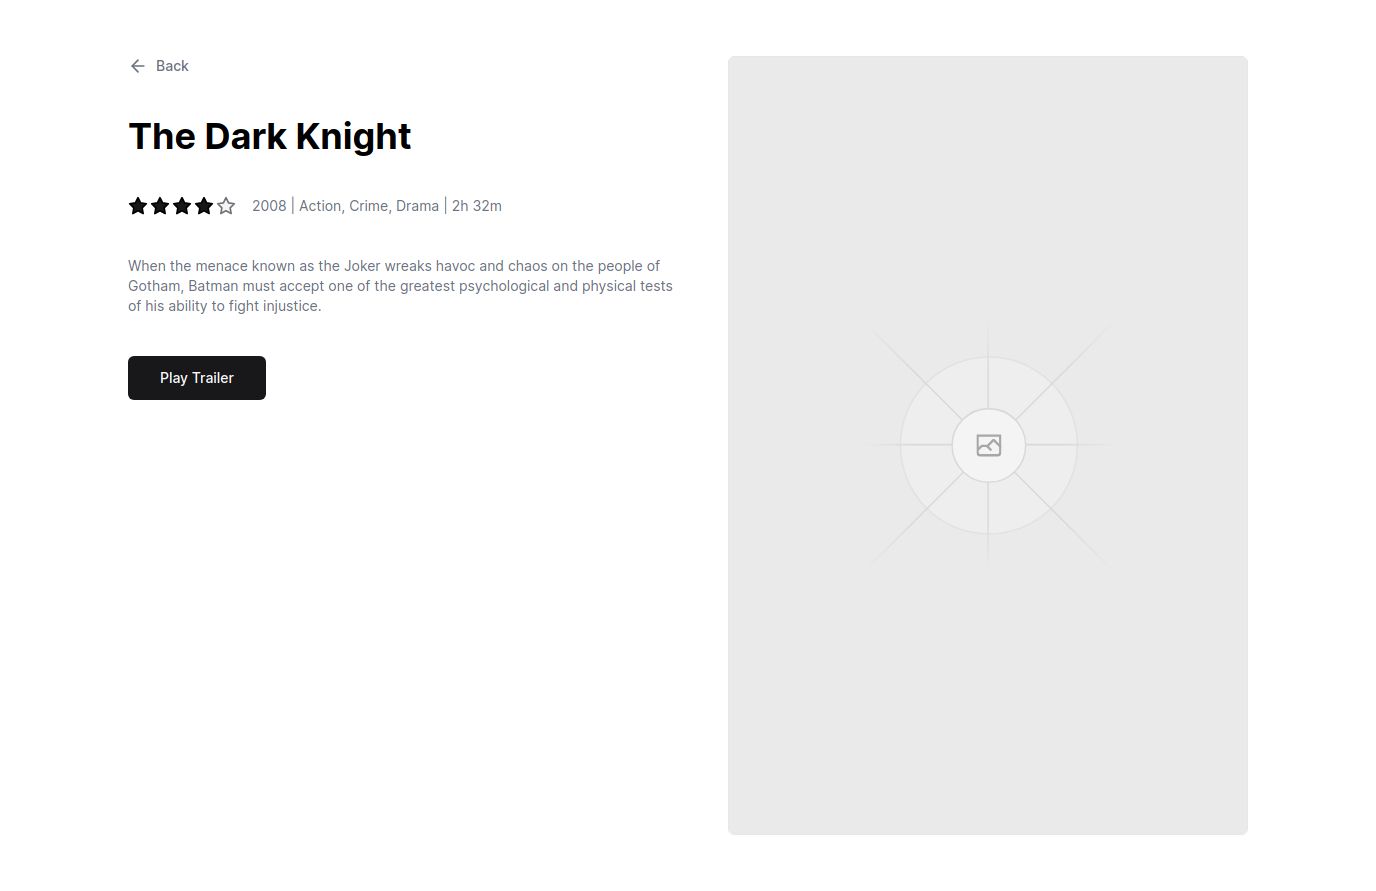 Back
The Dark Knight
2008 | Action, Crime, Drama | 2h 32m
When the menace known as the Joker wreaks havoc and chaos on the people of
Gotham, Batman must accept one of the greatest psychological and physical tests
of his ability to fight injustice.
Play Trailer